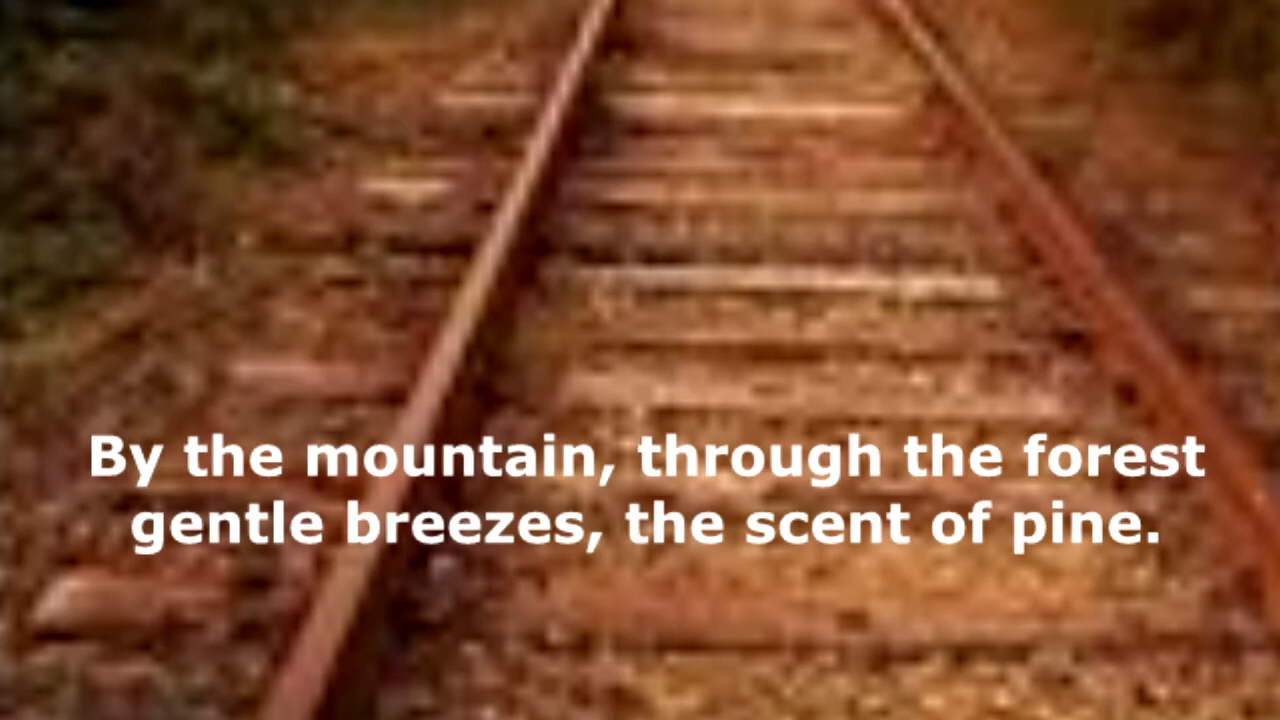 By the mountain, through the forest
gentle breezes, the scent of pine.